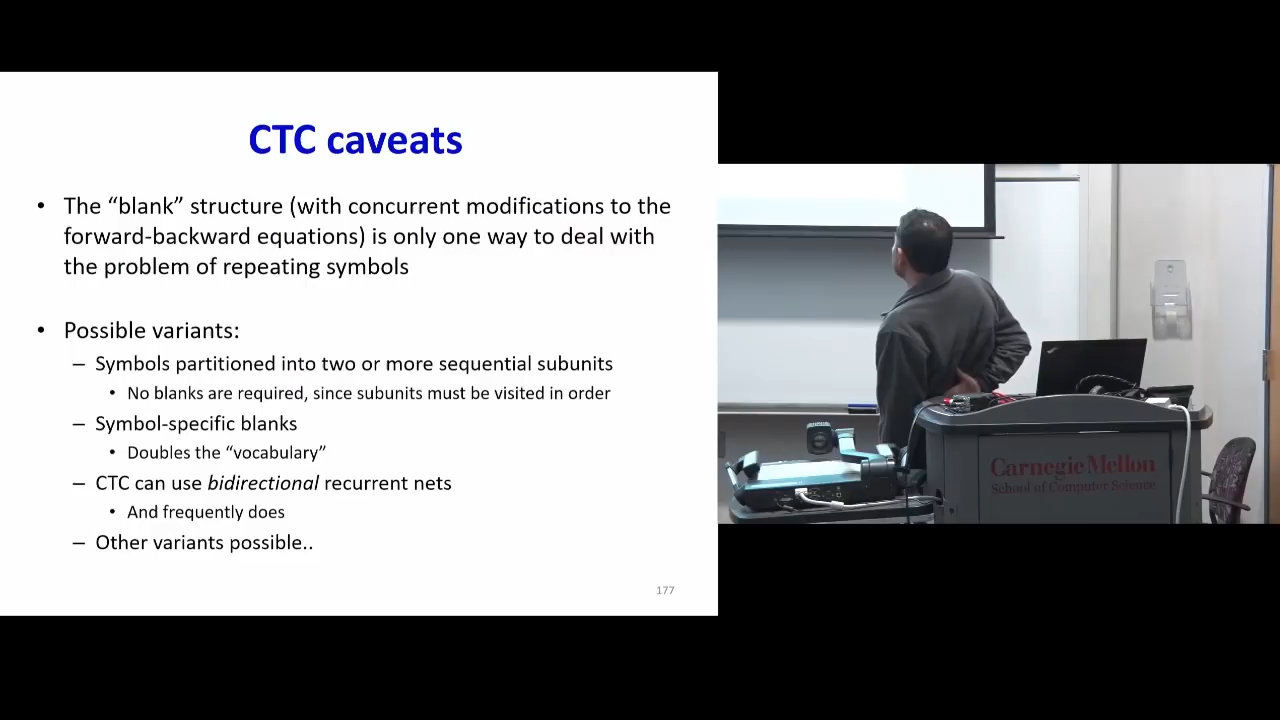 CTC caveats
• The “blank” structure (with concurrent modifications to the
forward-backward equations) is only one way to deal with
the problem of repeating symbols
• Possible variants:
– Symbols partitioned into two or more sequential subunits
• No blanks are required, since subunits must be visited in order
– Symbol-specific blanks
• Doubles the “vocabulary”
– CTC can use bidirectional recurrent nets
• And frequently does
– Other variants possible..
177
Carnegie Mellon
School of Computer Science